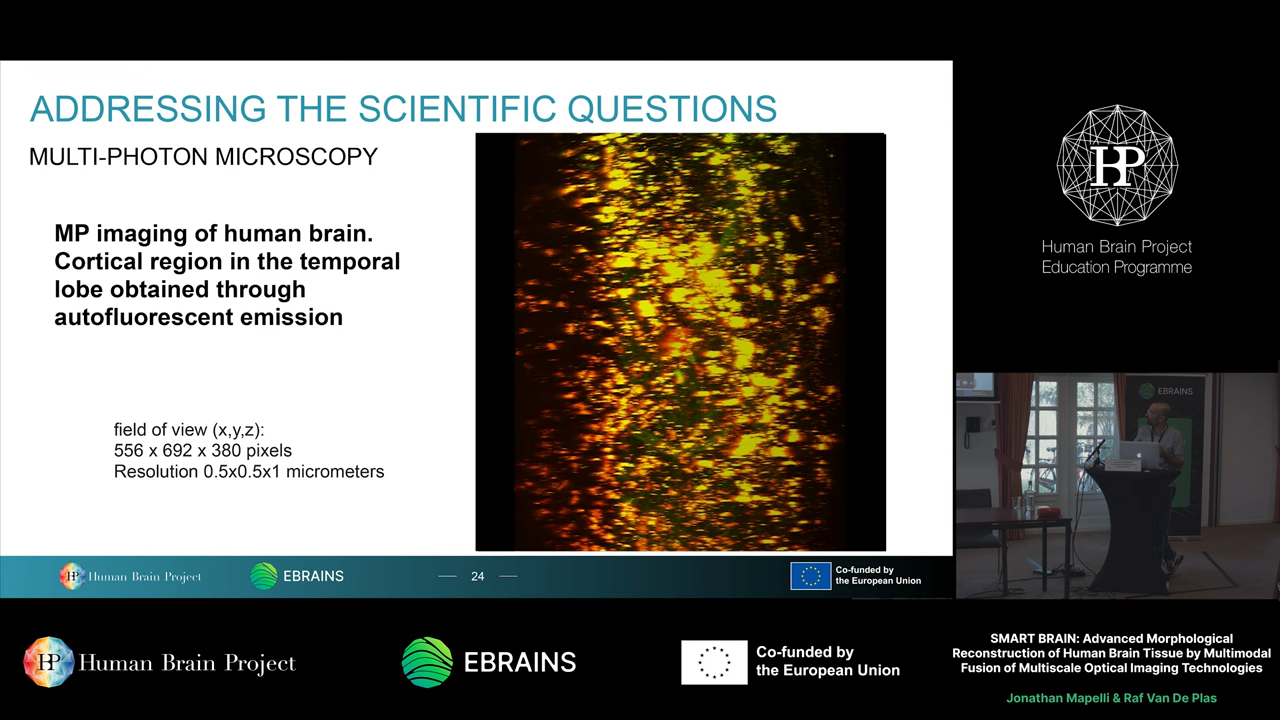 ADDRESSING THE SCIENTIFIC QUESTIONS
MULTI-PHOTON MICROSCOPY
MP imaging of human brain.
Cortical region in the temporal
lobe obtained through
autofluorescent emission
field of view (x,y,z):
556 x 692 x 380 pixels
Resolution 0.5x0.5x1 micrometers
HP Human Brain Project
EBRAINS
24
Co-funded by
the European Union
HP
Human Brain Project
Education Programme
EBRAINS
HP Human Brain Project
EBRAINS
Co-funded by
the European Union
SMART BRAIN: Advanced Morphological
Reconstruction of Human Brain Tissue by Multimodal
Fusion of Multiscale Optical Imaging Technologies
Jonathan Mapelli & Raf Van De Plas